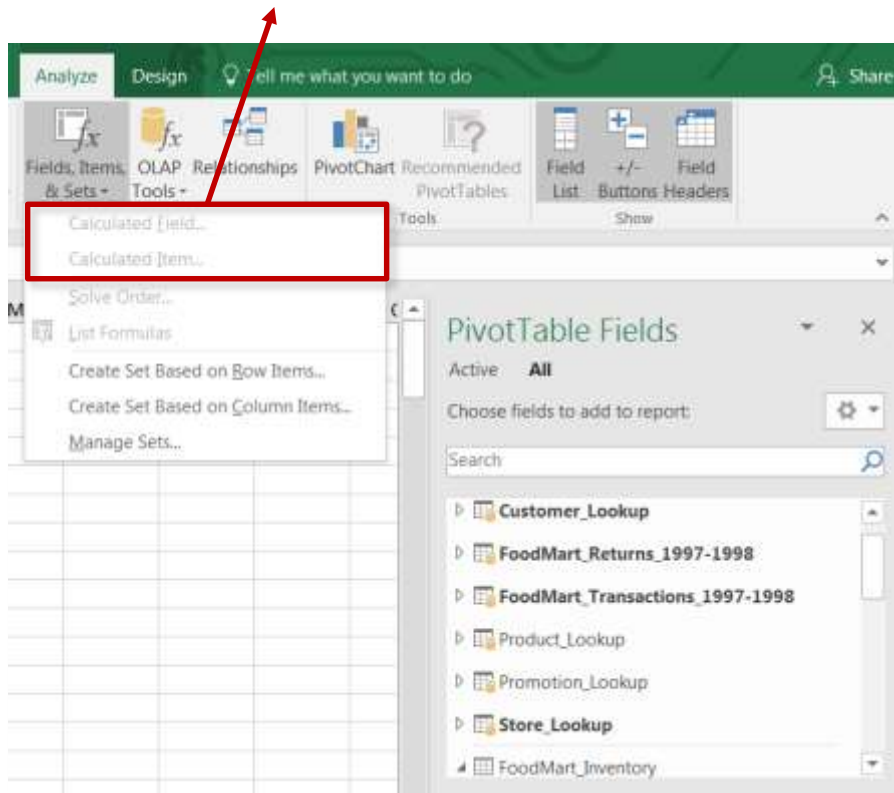 Analyze Design Tell me what you want to do Share
Fields, Items, & Sets OLAP Tools Relationships PivotChart Recommended PivotTables Field List +/- Buttons Field Headers
Tools Show
Calculated Field...
Calculated Item...
Solve Order...
List Formulas
Create Set Based on Row Items...
Create Set Based on Column Items...
Manage Sets...
M
PivotTable Fields
Active All
Choose fields to add to report:
Search
Customer_Lookup
FoodMart_Returns_1997-1998
FoodMart_Transactions_1997-1998
Product_Lookup
Promotion_Lookup
Store_Lookup
FoodMart_Inventory